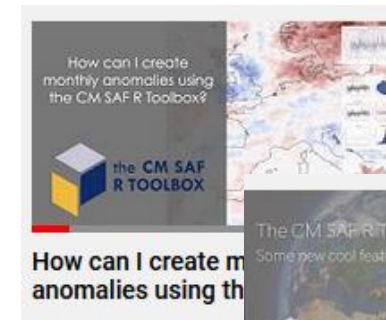 How can I create
monthly anomalies using
the CM SAF R Toolbox?
the CM SAF
R TOOLBOX
How can I create m
anomalies using th
The CM SAF R T
Some new cool feat